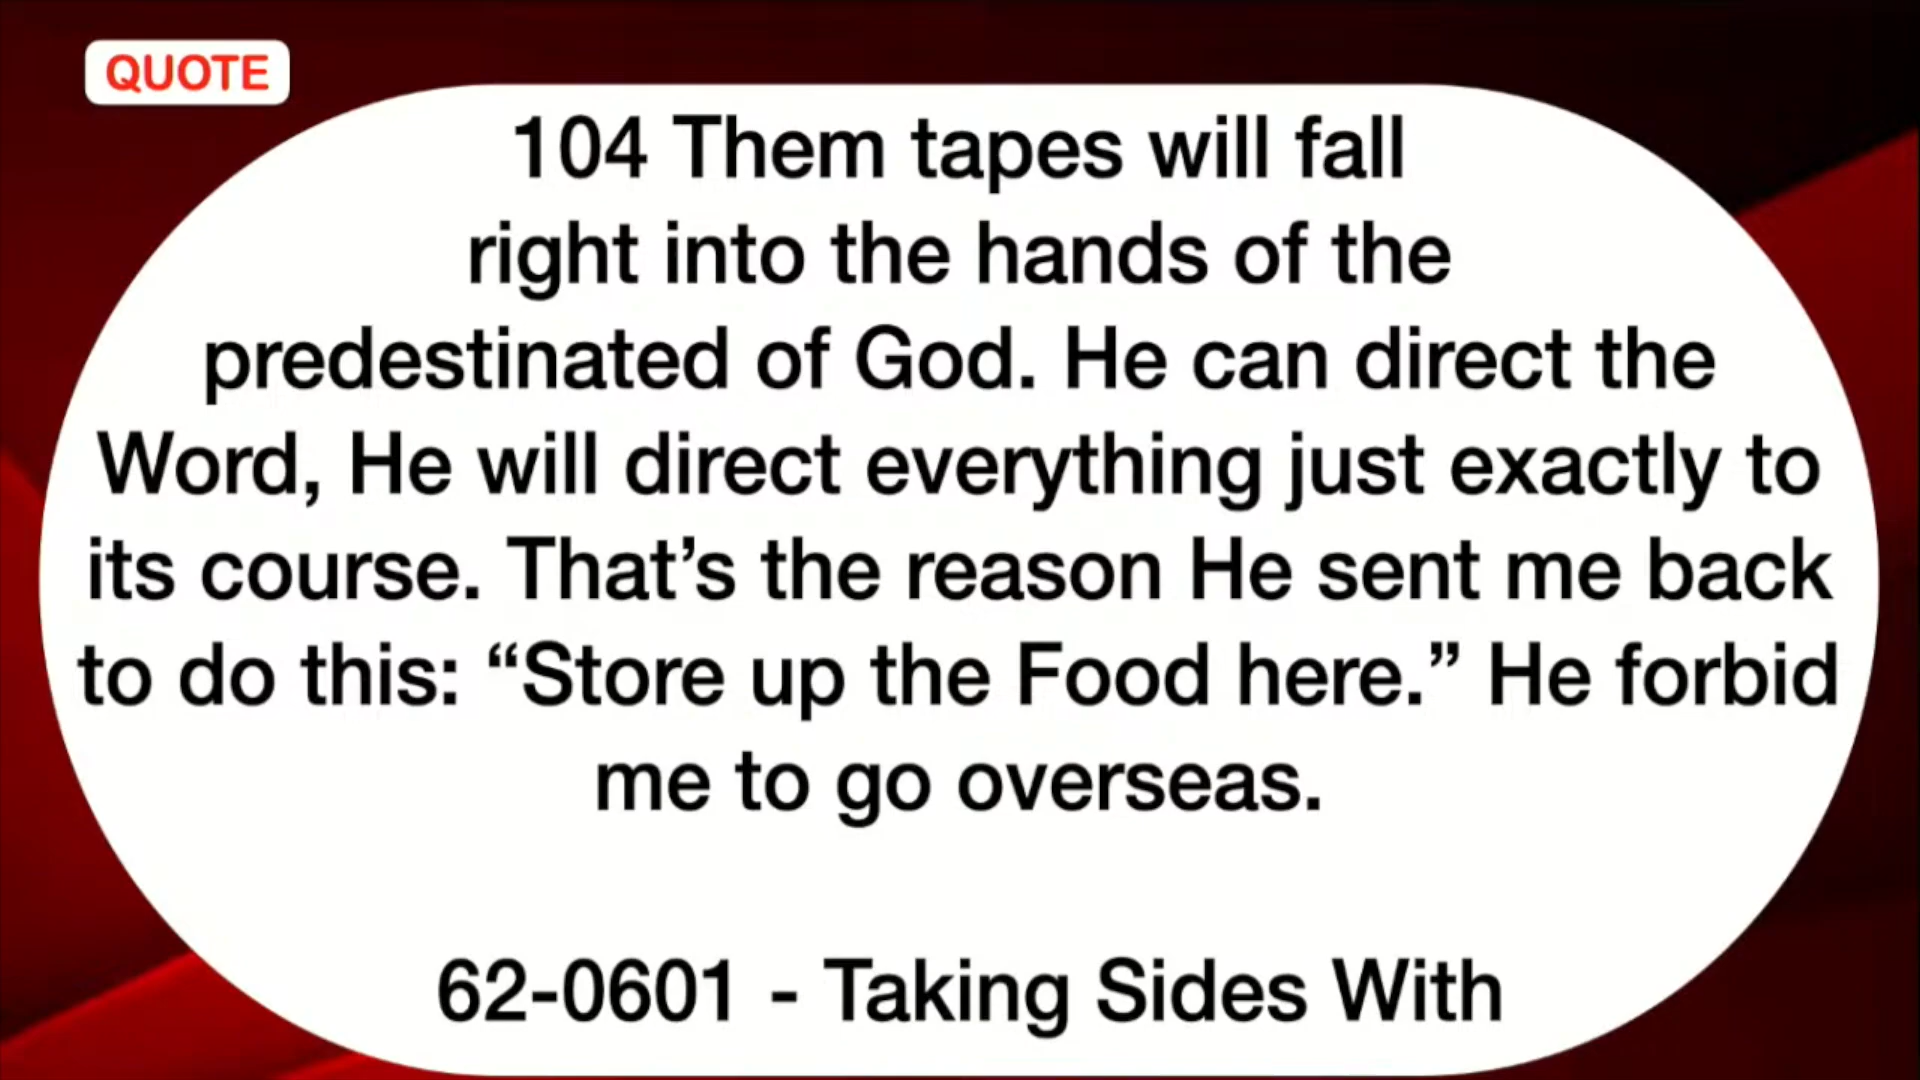 QUOTE
104 Them tapes will fall
right into the hands of the
predestinated of God. He can direct the
Word, He will direct everything just exactly to
its course. That’s the reason He sent me back
to do this: “Store up the Food here.” He forbid
me to go overseas.
62-0601 - Taking Sides With